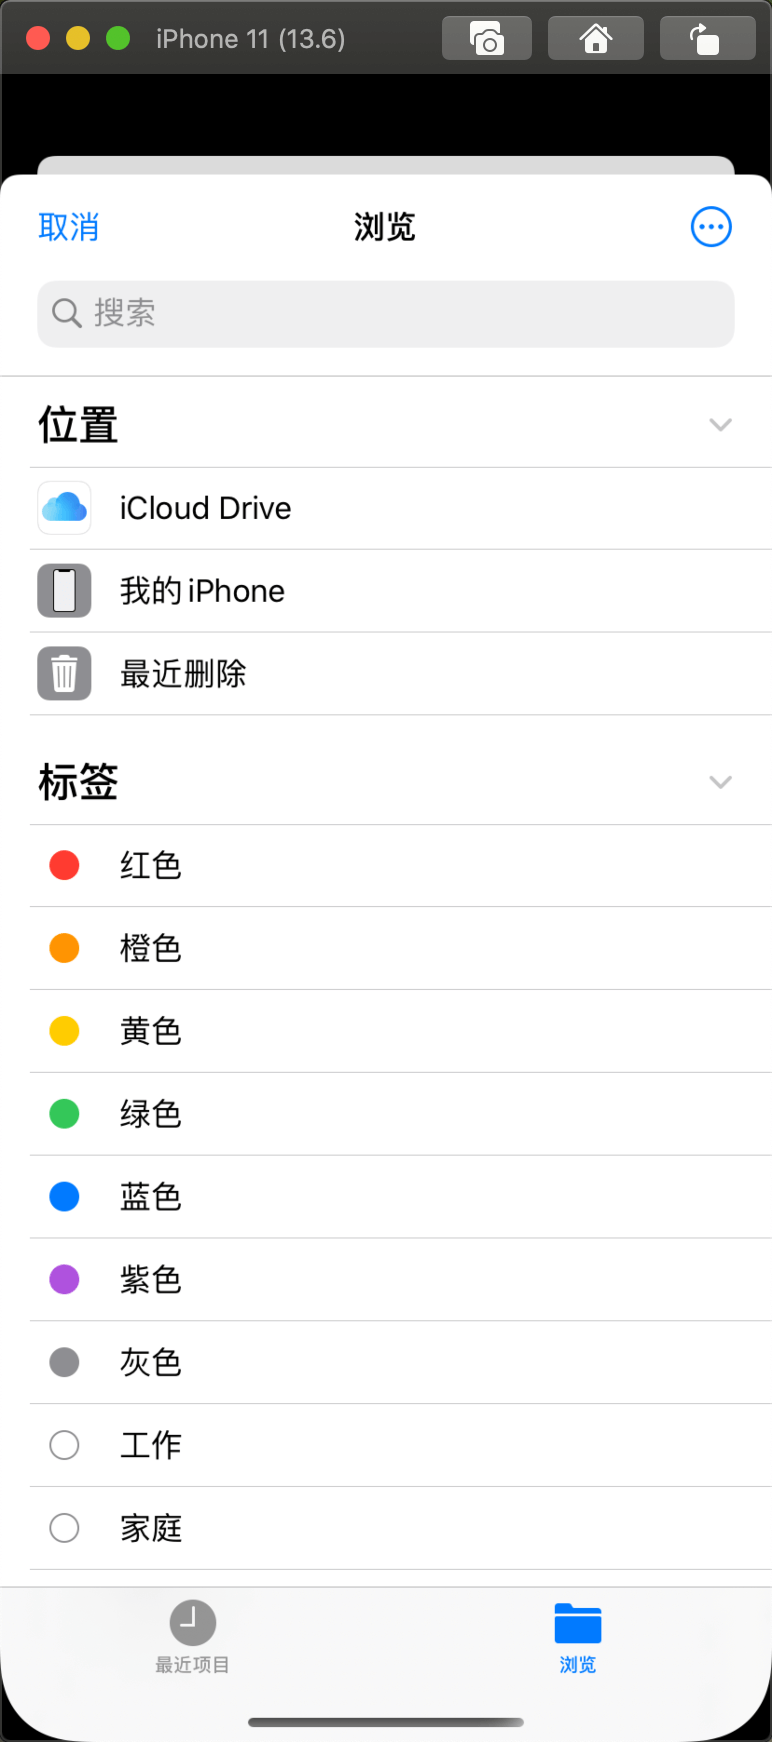 iPhone 11 (13.6)
取消
浏览
搜索
位置
iCloud Drive
我的 iPhone
最近删除
标签
红色
橙色
黄色
绿色
蓝色
紫色
灰色
工作
家庭
最近项目
浏览